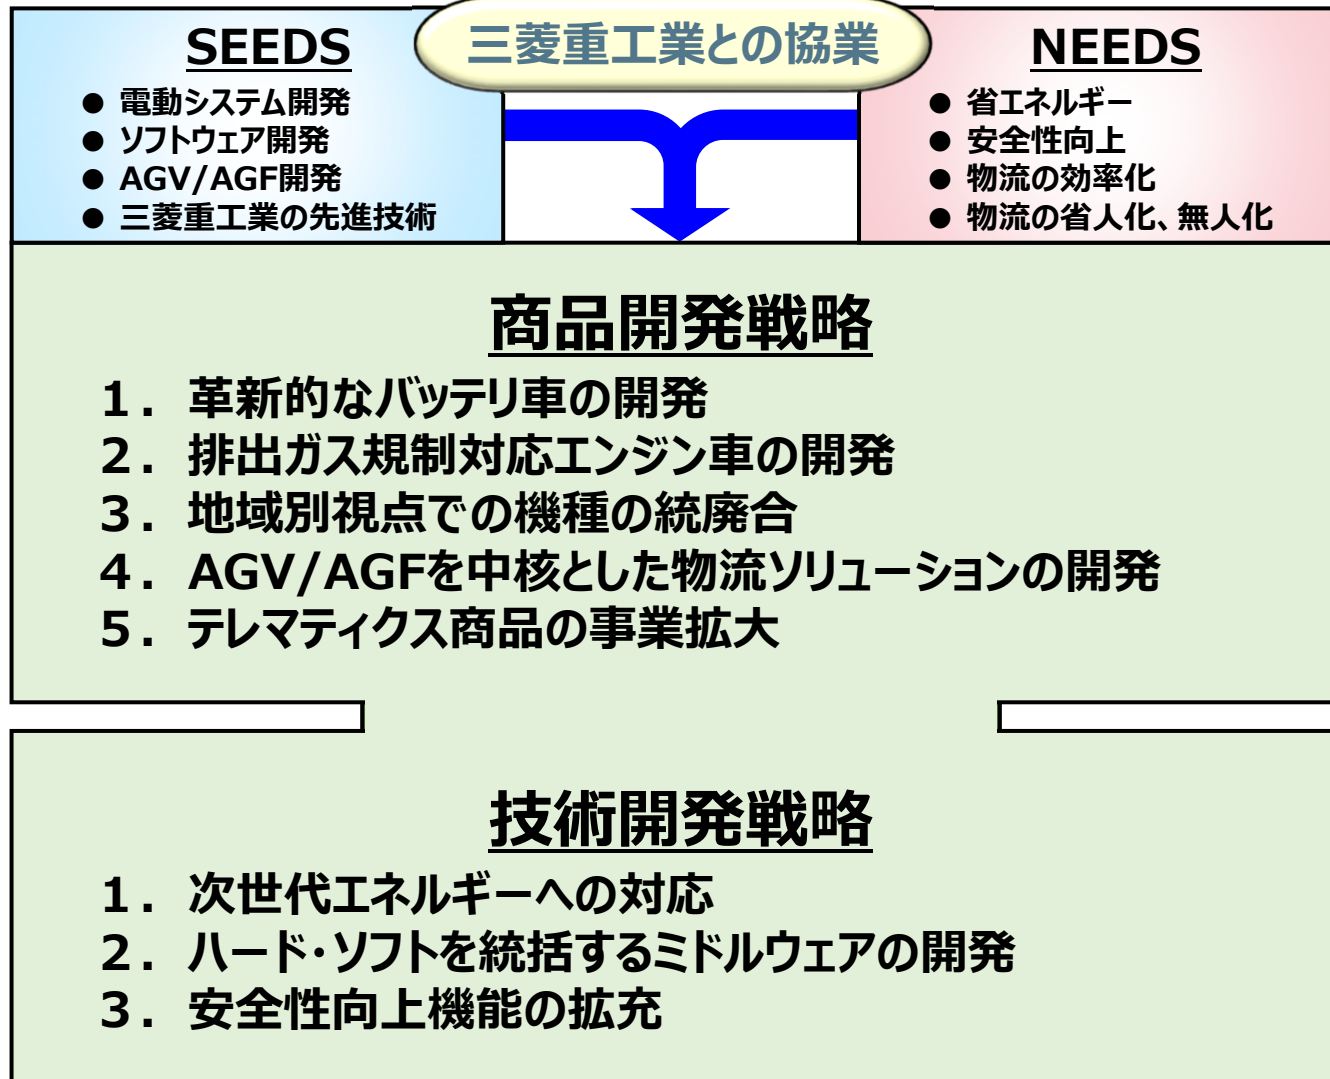 三菱重工業との協業
SEEDS
● 電動システム開発
● ソフトウェア開発
● AGV/AGF開発
● 三菱重工業の先進技術
NEEDS
● 省エネルギー
● 安全性向上
● 物流の効率化
● 物流の省人化、無人化
商品開発戦略
１．革新的なバッテリ車の開発
２．排出ガス規制対応エンジン車の開発
３．地域別視点での機種の統廃合
４．AGV/AGFを中核とした物流ソリューションの開発
５．テレマティクス商品の事業拡大
技術開発戦略
１．次世代エネルギーへの対応
２．ハード・ソフトを統括するミドルウェアの開発
３．安全性向上機能の拡充